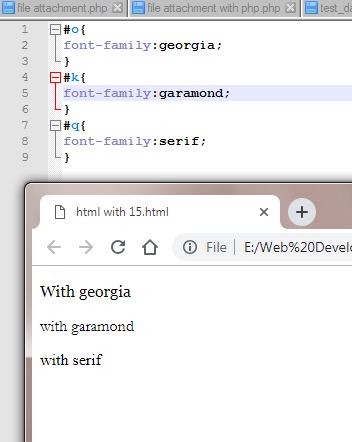 file attachment.php
file attachment with php.php
test_da
1 #o{
2 font-family:georgia;
3 }
4 #k{
5 font-family:garamond;
6 }
7 #q{
8 font-family:serif;
9 }
html with 15.html
File E:/Web%20Develo
With georgia
with garamond
with serif